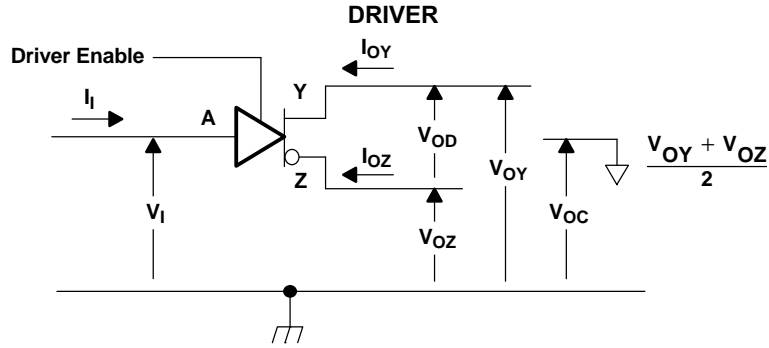 DRIVER
Driver Enable
I_OY
I_I
A
Y
Z
I_OZ
V_I
V_OD
V_OZ
V_OY
V_OC
V_OY + V_OZ
2